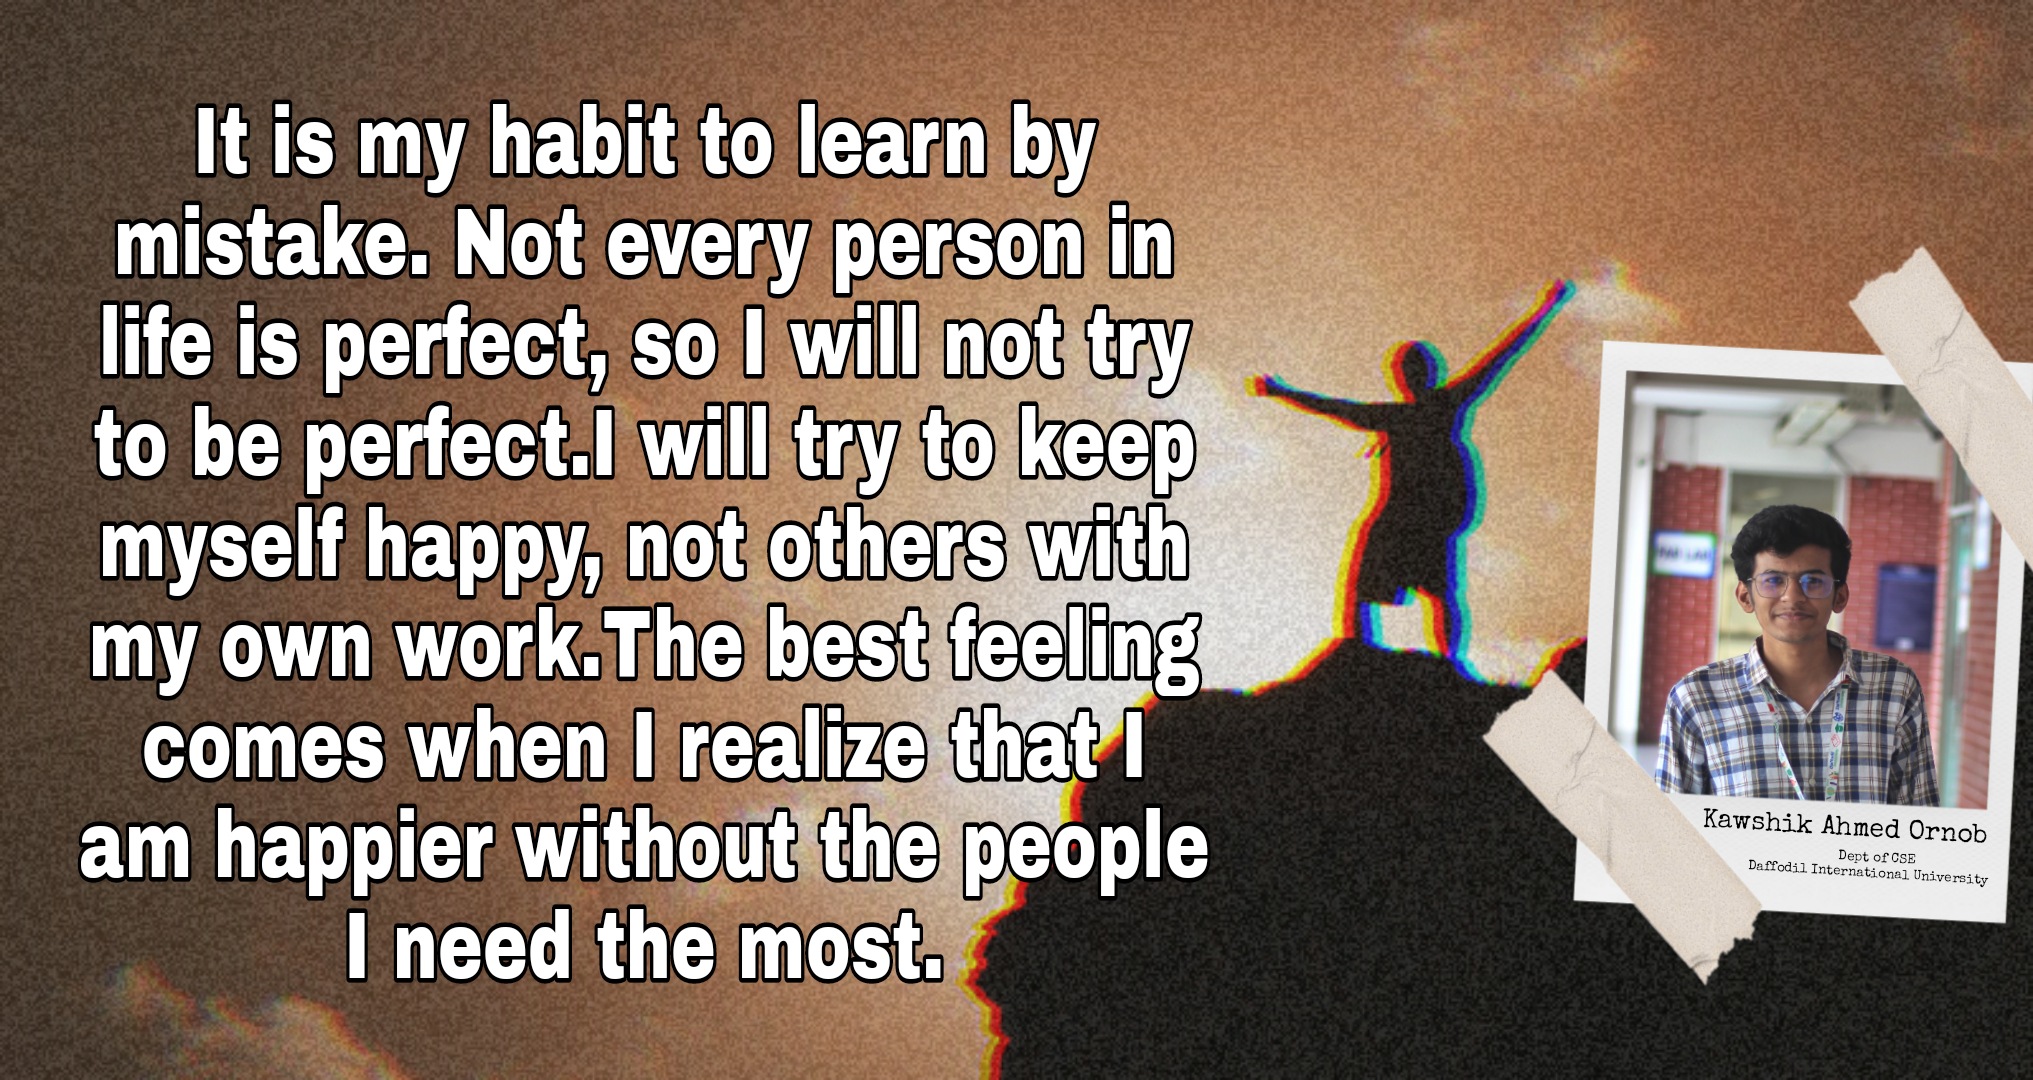 It is my habit to learn by
mistake. Not every person in
life is perfect, so I will not try
to be perfect.I will try to keep
myself happy, not others with
my own work.The best feeling
comes when I realize that I
am happier without the people
I need the most.
Kawshik Ahmed Ornob
Dept of CSE
Daffodil International University